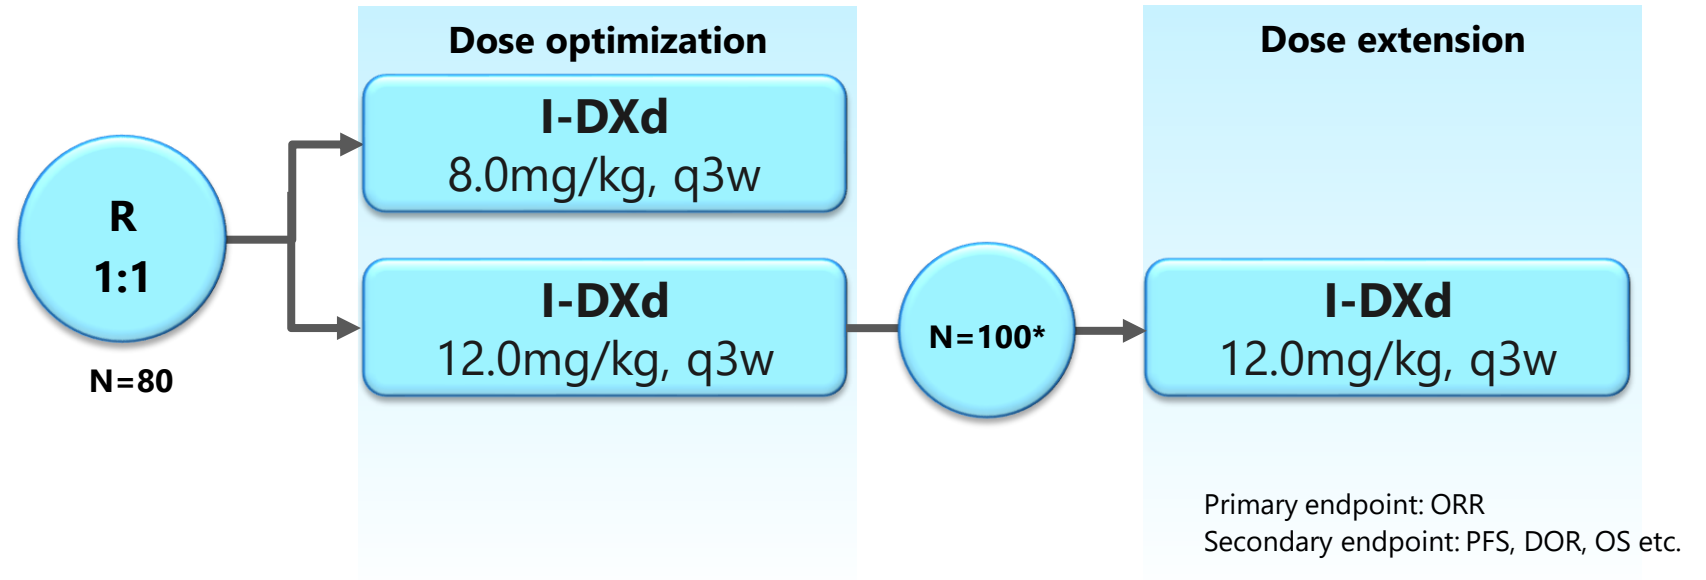 Dose optimization
Dose extension
I-DXd
8.0mg/kg, q3w
R
1:1
N=80
I-DXd
12.0mg/kg, q3w
N=100*
I-DXd
12.0mg/kg, q3w
Primary endpoint: ORR
Secondary endpoint: PFS, DOR, OS etc.